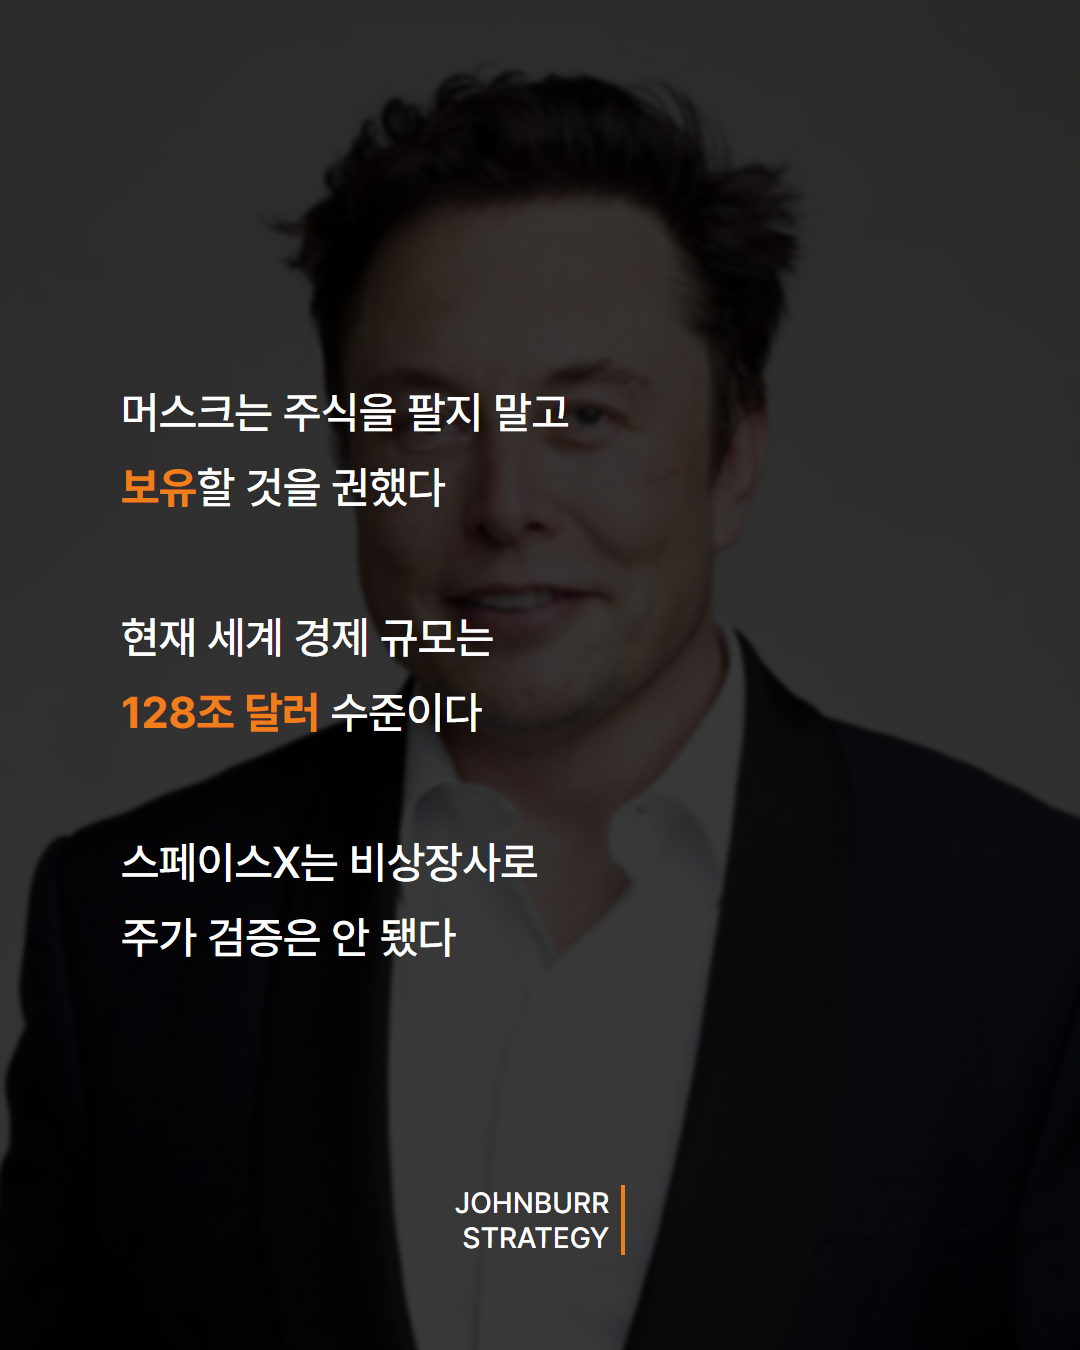 머스크는 주식을 팔지 말고
보유할 것을 권했다
현재 세계 경제 규모는
128조 달러 수준이다
스페이스X는 비상장사로
주가 검증은 안 됐다
JOHNBURR
STRATEGY